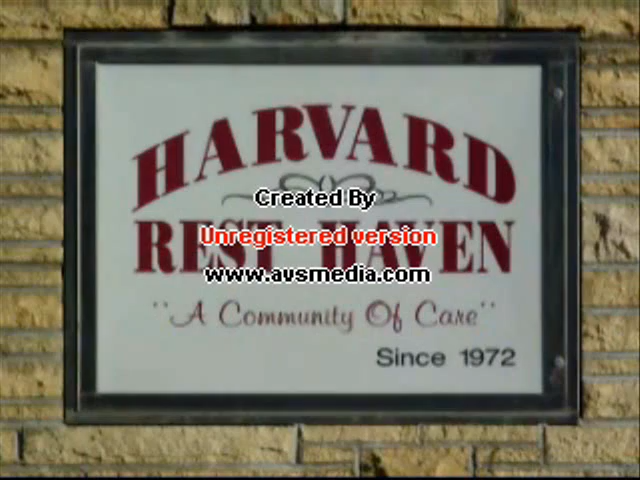 HARVARD
Created By
Unregistered version
REST HAVEN
www.avsmedia.com
"A Community Of Care"
Since 1972